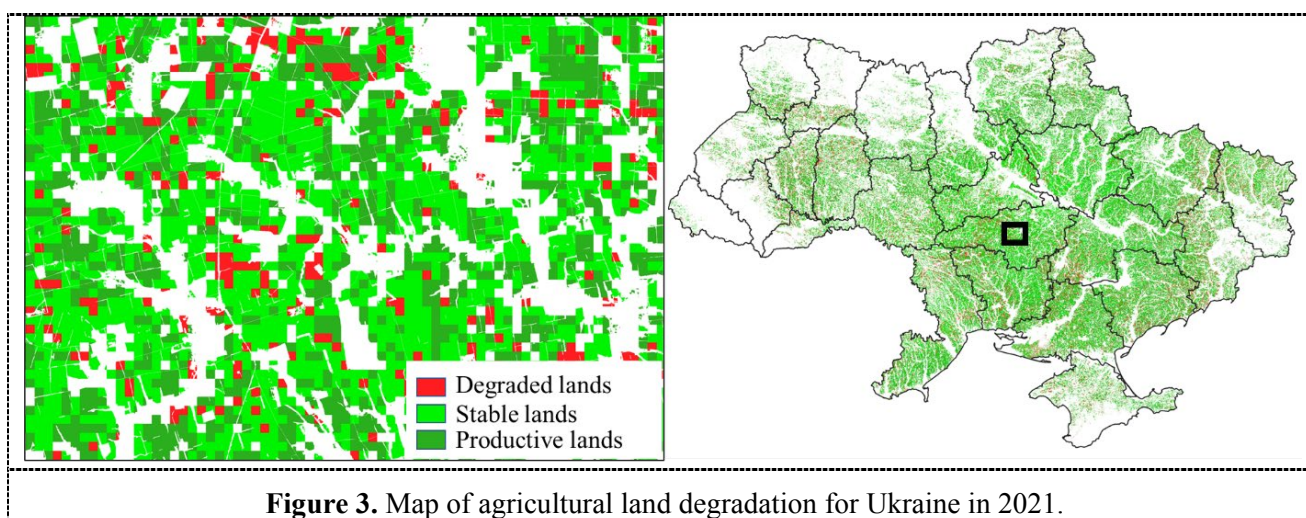 Degraded lands
Stable lands
Productive lands
Figure 3. Map of agricultural land degradation for Ukraine in 2021.